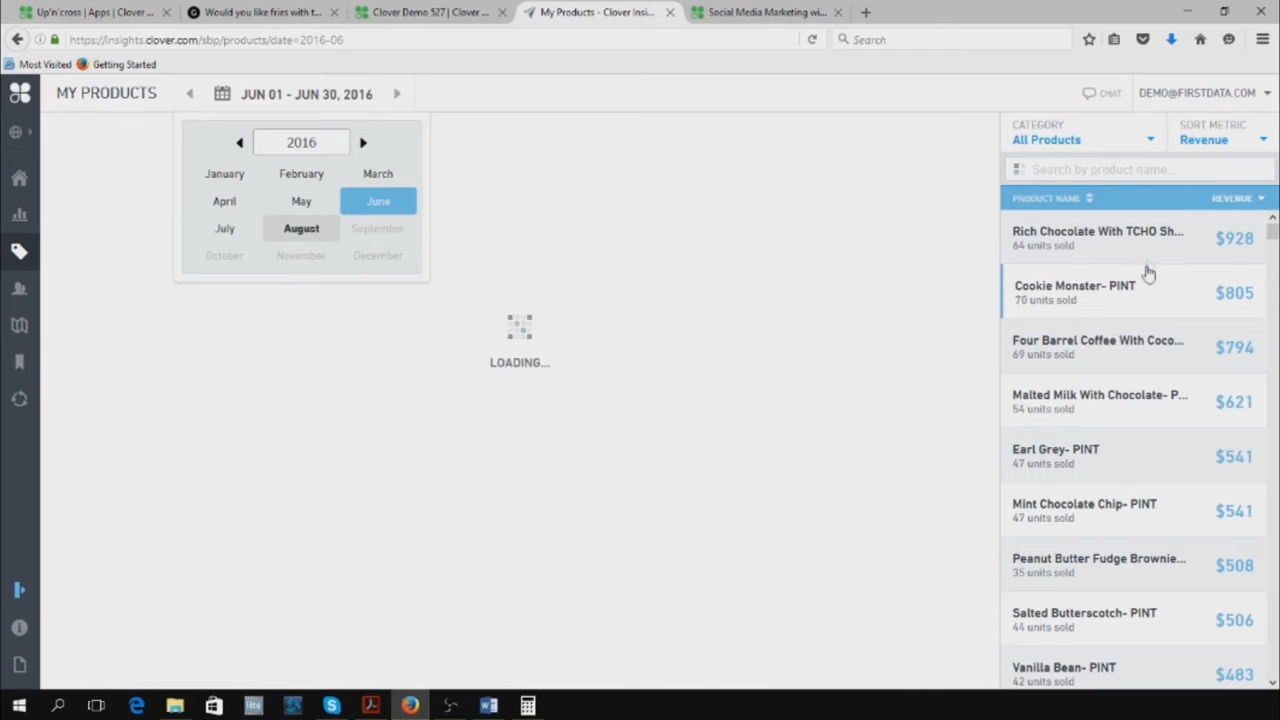 Up'n'cross | Apps | Clover ...
Would you like fries with t...
Clover Demo 527 | Clover ...
My Products - Clover Insi...
Social Media Marketing wi...
https://insights.clover.com/sbp/products/date=2016-06
Search
Most Visited
Getting Started
MY PRODUCTS
JUN 01 - JUN 30, 2016
CHAT
DEMO@FIRSTDATA.COM
2016
January February March
April May June
July August September
October November December
LOADING...
CATEGORY
All Products
SORT METRIC
Revenue
Search by product name...
PRODUCT NAME
REVENUE
Rich Chocolate With TCHO Sh...
64 units sold
$928
Cookie Monster- PINT
70 units sold
$805
Four Barrel Coffee With Coco...
69 units sold
$794
Malted Milk With Chocolate- P...
54 units sold
$621
Earl Grey- PINT
47 units sold
$541
Mint Chocolate Chip- PINT
47 units sold
$541
Peanut Butter Fudge Brownie...
35 units sold
$508
Salted Butterscotch- PINT
44 units sold
$506
Vanilla Bean- PINT
42 units sold
$483
lite